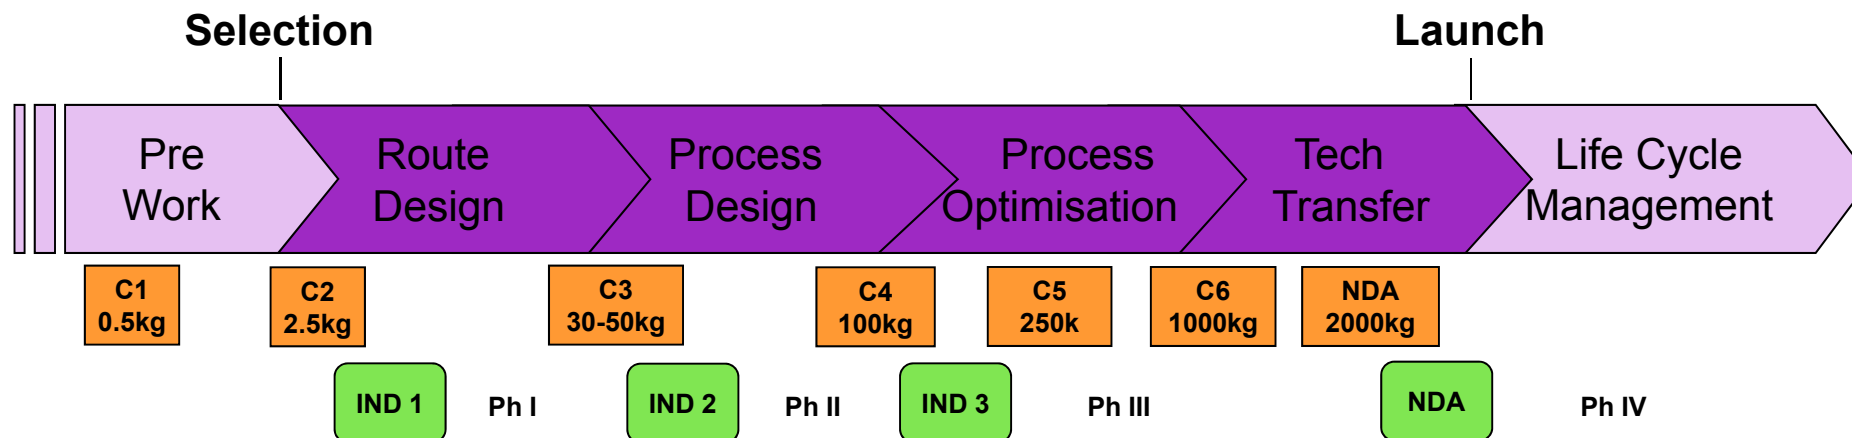 Selection
Launch
Pre
Work
Route
Design
Process
Design
Process
Optimisation
Tech
Transfer
Life Cycle
Management
C1
0.5kg
C2
2.5kg
C3
30-50kg
C4
100kg
C5
250k
C6
1000kg
NDA
2000kg
IND 1
Ph I
IND 2
Ph II
IND 3
Ph III
NDA
Ph IV